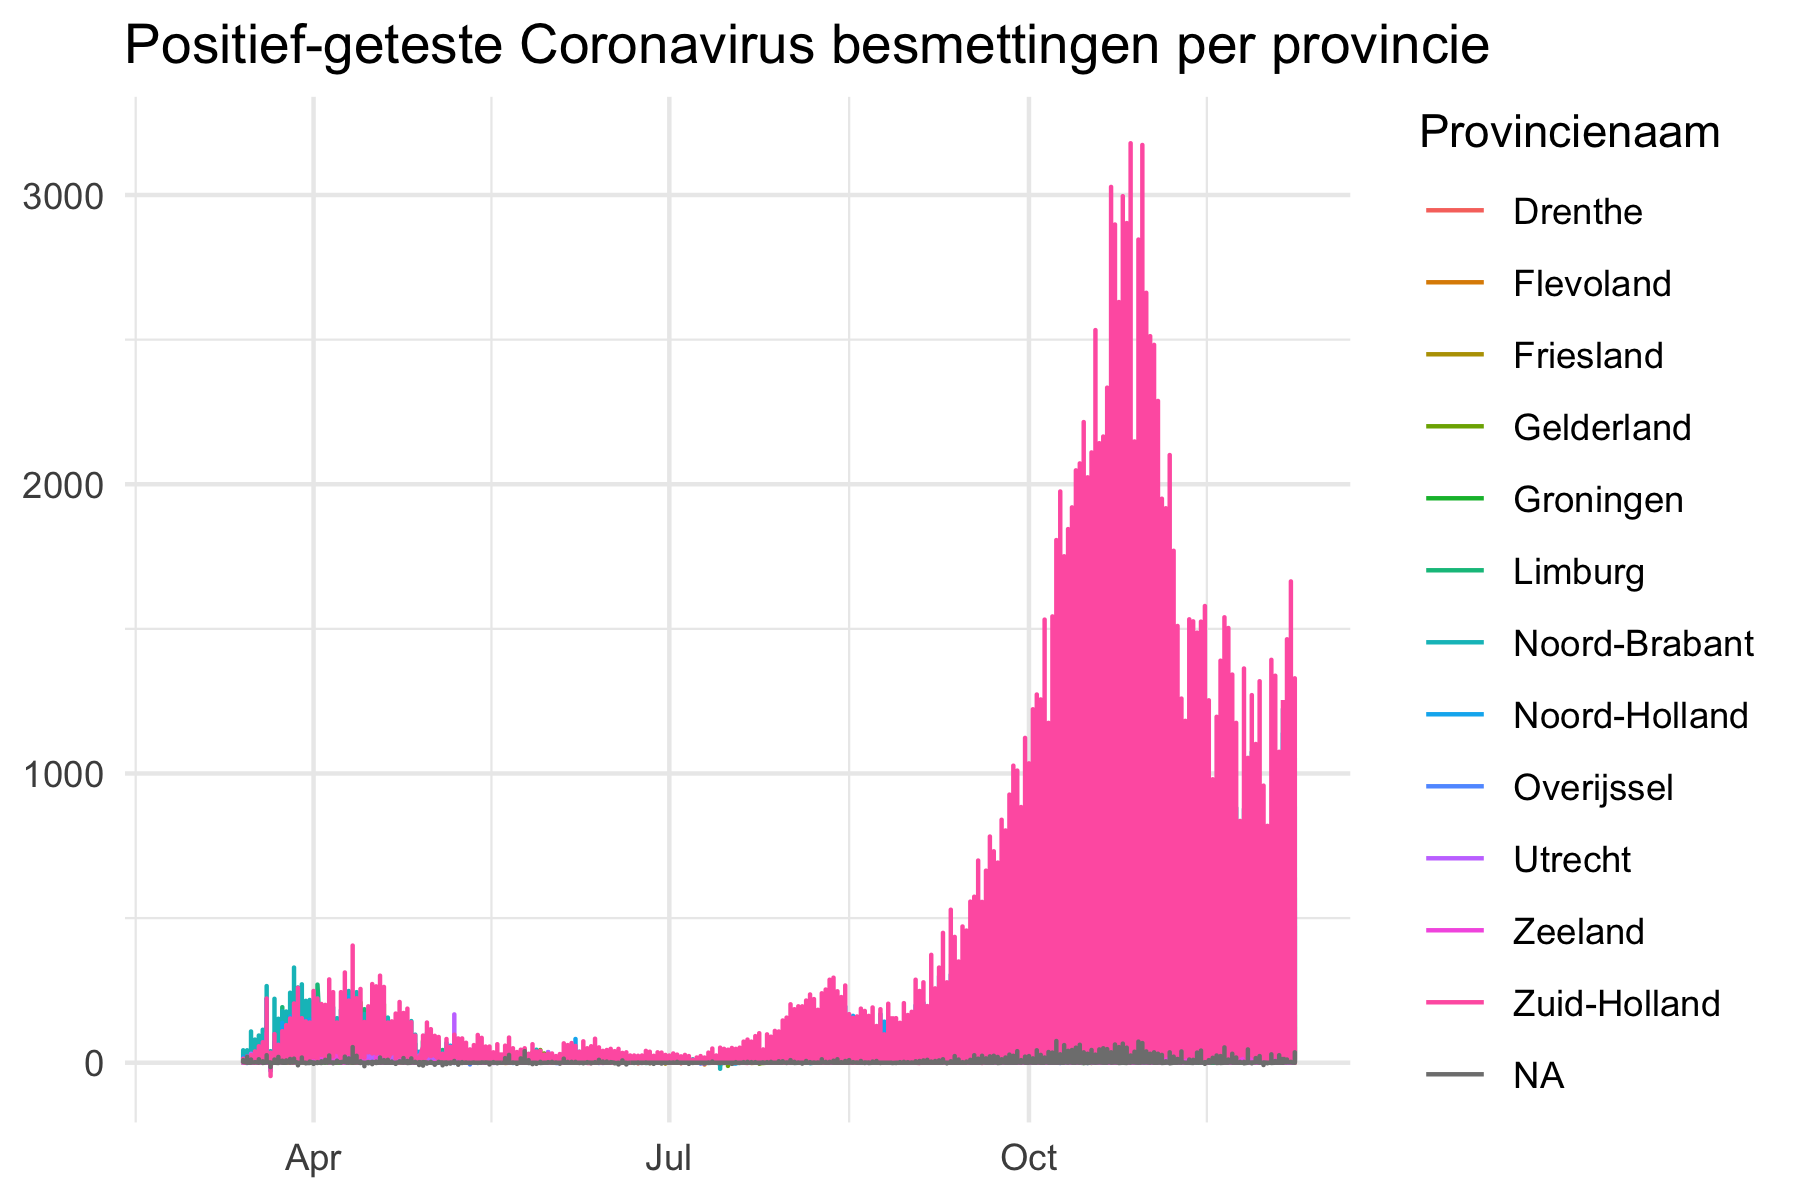 Positief-geteste Coronavirus besmettingen per provincie
3000
2000
1000
0
Apr
Jul
Oct
Provincienaam
Drenthe
Flevoland
Friesland
Gelderland
Groningen
Limburg
Noord-Brabant
Noord-Holland
Overijssel
Utrecht
Zeeland
Zuid-Holland
NA